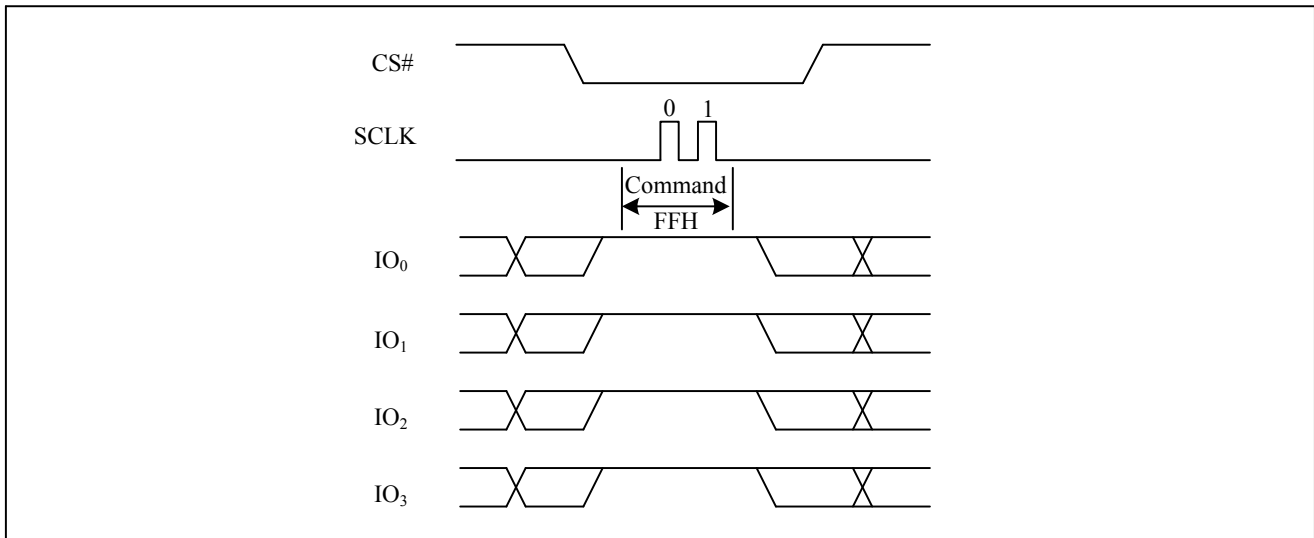 CS#
0 1
SCLK
Command
FFH
IO₀
IO₁
IO₂
IO₃